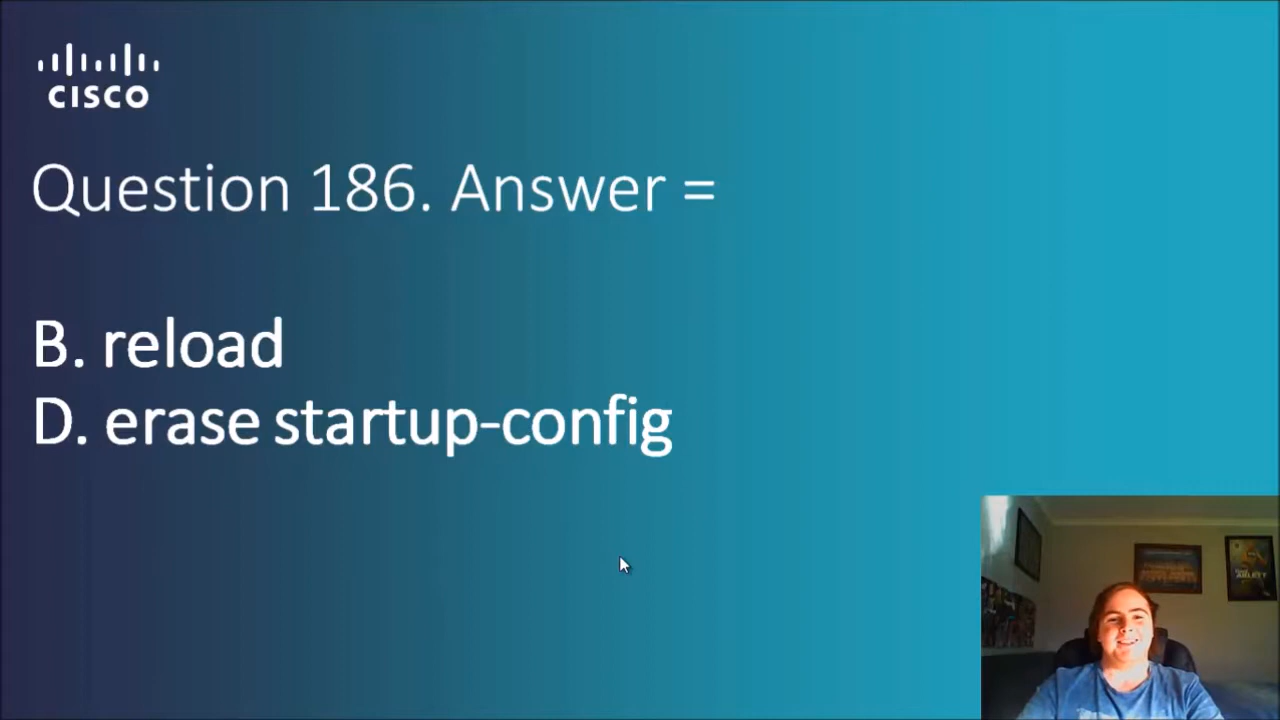 CISCO
Question 186. Answer =
B. reload
D. erase startup-config